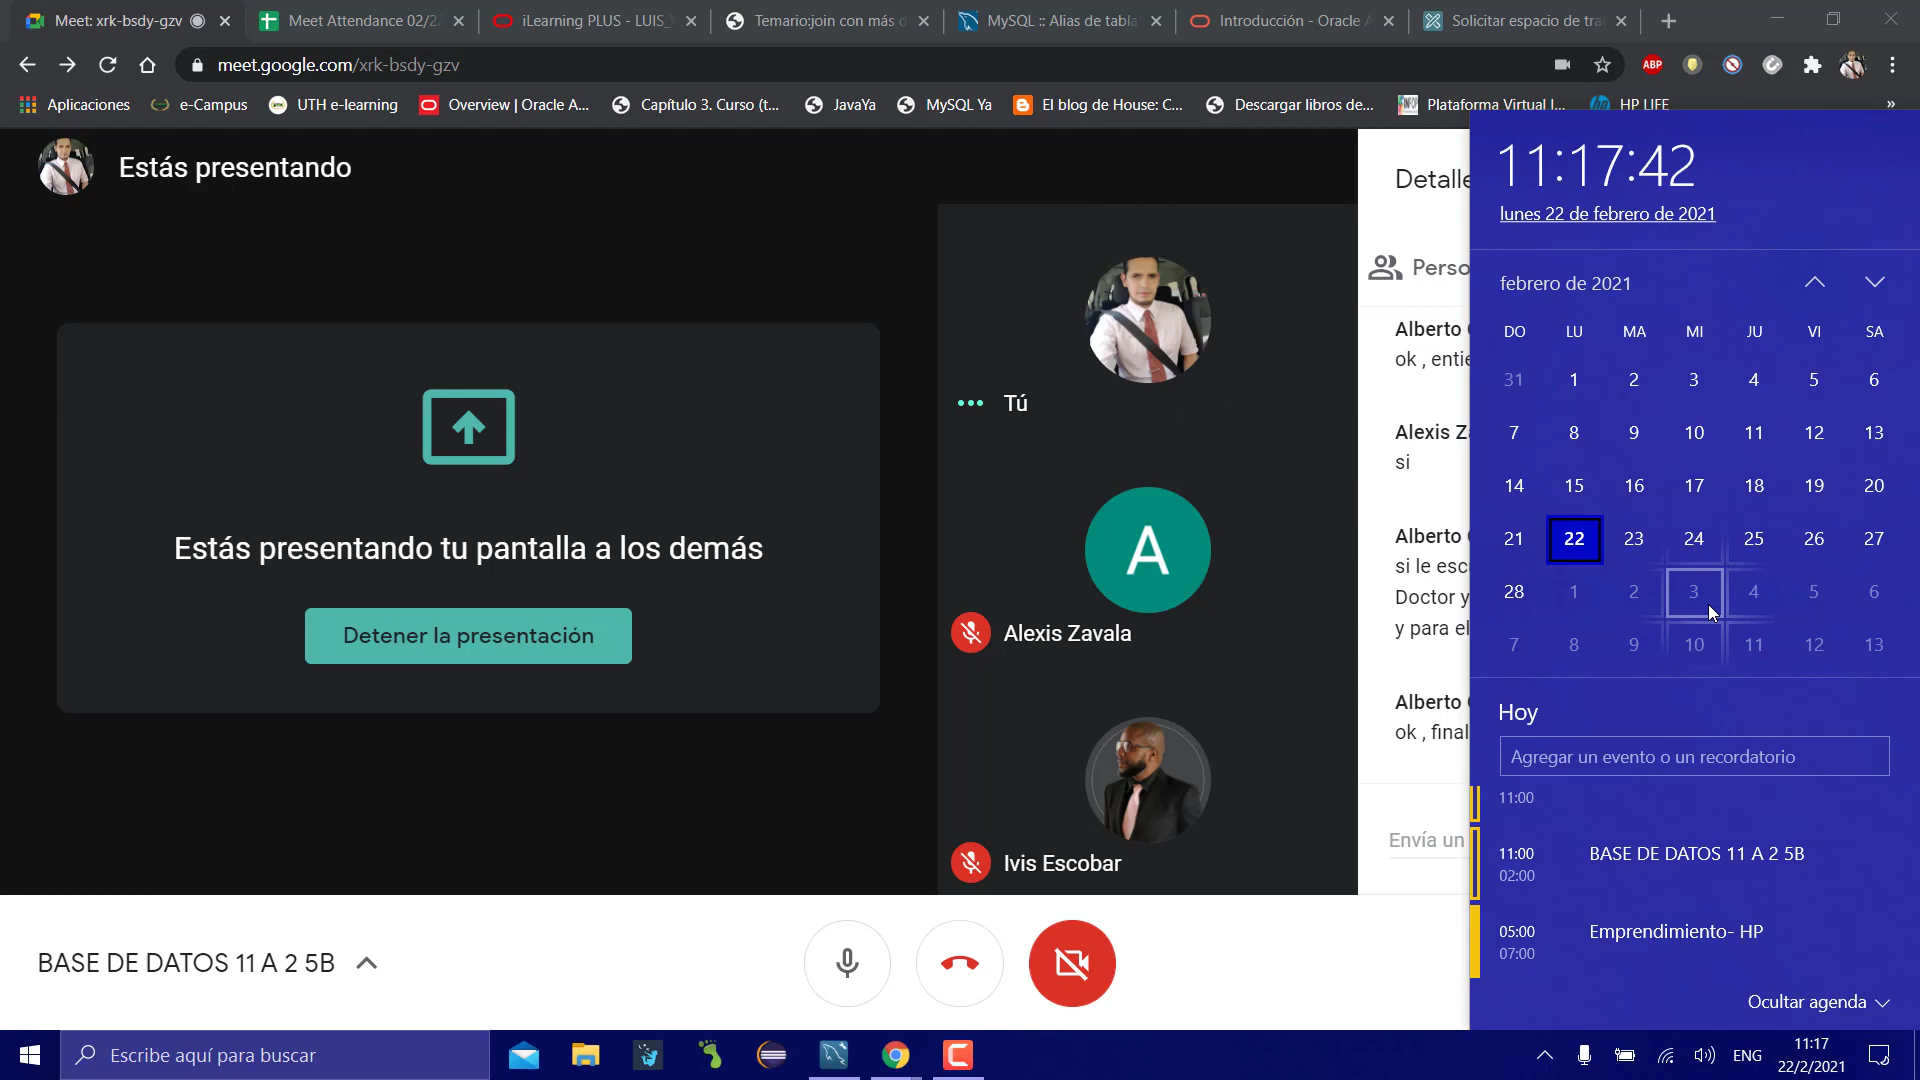 Meet: xrk-bsdy-gzv
Meet Attendance 02/2
iLearning PLUS - LUIS_
Temario:join con más d
MySQL :: Alias de tabla
Introducción - Oracle A
Solicitar espacio de tra
meet.google.com/xrk-bsdy-gzv
ABP
Aplicaciones
e-Campus
UTH e-learning
Overview | Oracle A...
Capítulo 3. Curso (t...
JavaYa
MySQL Ya
El blog de House: C...
Descargar libros de...
Plataforma Virtual I...
HP LIFE
»
Estás presentando
Estás presentando tu pantalla a los demás
Detener la presentación
Tú
A
Alexis Zavala
Ivis Escobar
Detalle
Perso
Alberto
ok , entie
Alexis Z
si
Alberto
si le esc
Doctor y
y para el
Alberto
ok , final
Envía un
BASE DE DATOS 11 A 2 5B
11:17:42
lunes 22 de febrero de 2021
febrero de 2021
DO LU MA MI JU VI SA
31 1 2 3 4 5 6
7 8 9 10 11 12 13
14 15 16 17 18 19 20
21 22 23 24 25 26 27
28 1 2 3 4 5 6
7 8 9 10 11 12 13
Hoy
Agregar un evento o un recordatorio
11:00
11:00 BASE DE DATOS 11 A 2 5B
02:00
05:00 Emprendimiento- HP
07:00
Ocultar agenda
Escribe aquí para buscar
ENG
11:17
22/2/2021